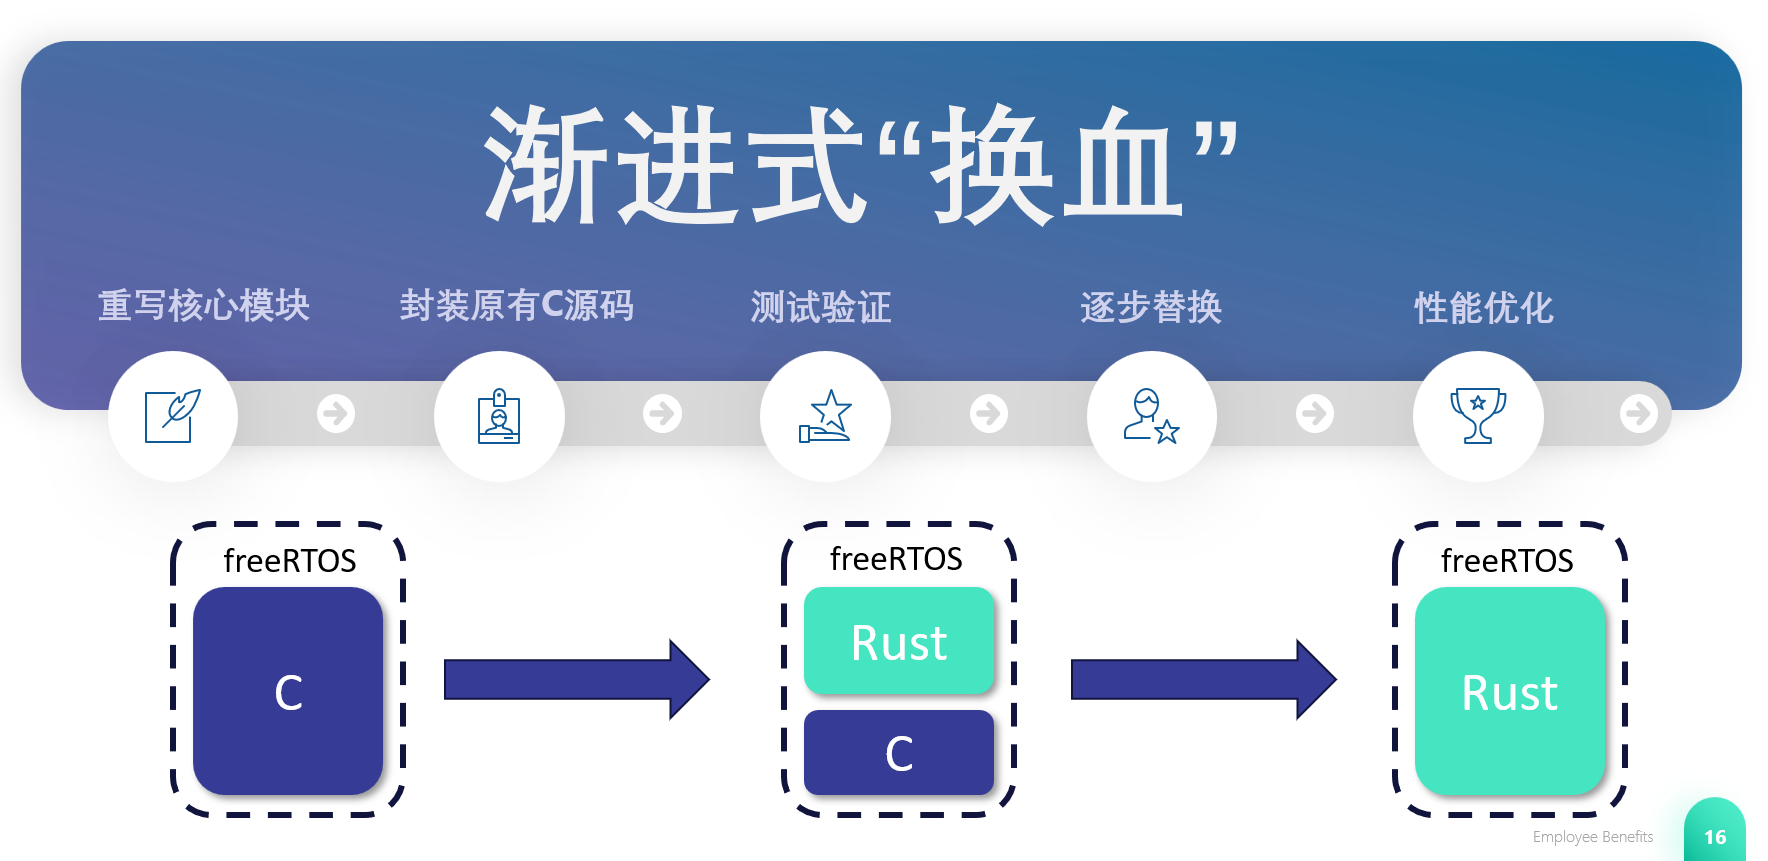 渐进式“换血”
重写核心模块
封装原有C源码
测试验证
逐步替换
性能优化
freeRTOS
C
freeRTOS
Rust
C
freeRTOS
Rust
Employee Benefits
16